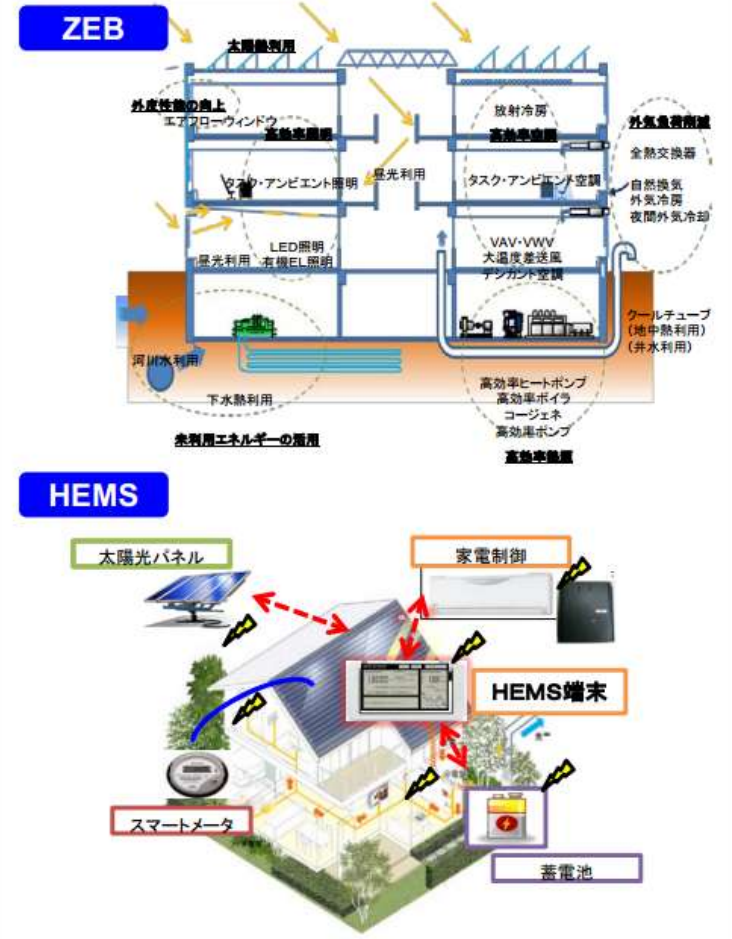 ZEB
太陽熱利用
外皮性能の向上
エアフローウィンドウ
高効率照明
放射冷房
高効率空調
外気負荷削減
全熱交換器
自然換気
外気冷房
夜間外気冷却
タスク・アンビエント照明
昼光利用
タスク・アンビエント空調
LED照明
有機EL照明
昼光利用
VAV・VWV
大温度差送風
デシカント空調
クールチューブ
(地中熱利用)
(井水利用)
河川水利用
下水熱利用
高効率ヒートポンプ
高効率ボイラ
コージェネ
高効率ポンプ
未利用エネルギーの活用
高効率熱源
HEMS
太陽光パネル
家電制御
HEMS端末
スマートメータ
蓄電池